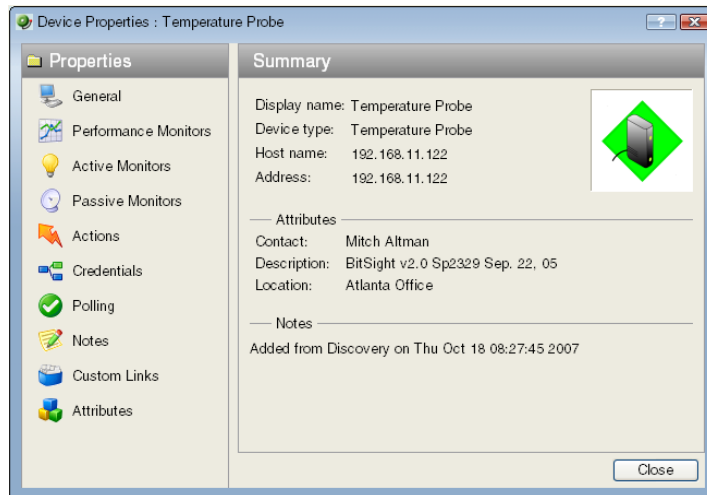 Device Properties : Temperature Probe
?
X
Properties
General
Performance Monitors
Active Monitors
Passive Monitors
Actions
Credentials
Polling
Notes
Custom Links
Attributes
Summary
Display name: Temperature Probe
Device type: Temperature Probe
Host name: 192.168.11.122
Address: 192.168.11.122
Attributes
Contact: Mitch Altman
Description: BitSight v2.0 Sp2329 Sep. 22, 05
Location: Atlanta Office
Notes
Added from Discovery on Thu Oct 18 08:27:45 2007
Close